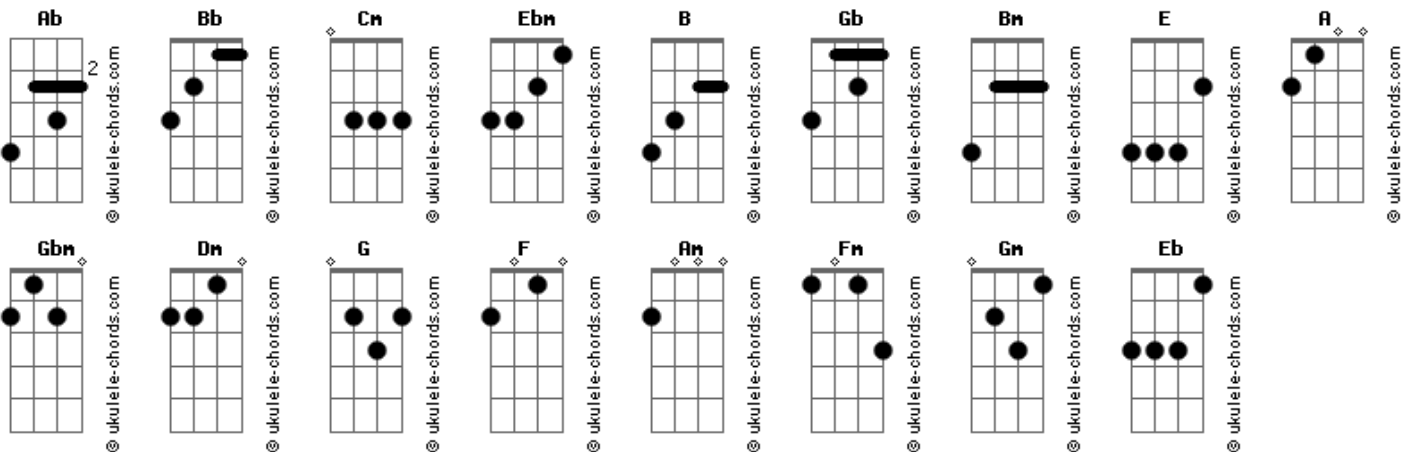 Ab Bb Cm Ebm B Gb Bm E A
2
© ukulele-chords.com © ukulele-chords.com © ukulele-chords.com © ukulele-chords.com © ukulele-chords.com © ukulele-chords.com © ukulele-chords.com © ukulele-chords.com © ukulele-chords.com
Gbm Dm G F Am Fm Gm Eb
© ukulele-chords.com © ukulele-chords.com © ukulele-chords.com © ukulele-chords.com © ukulele-chords.com © ukulele-chords.com © ukulele-chords.com © ukulele-chords.com